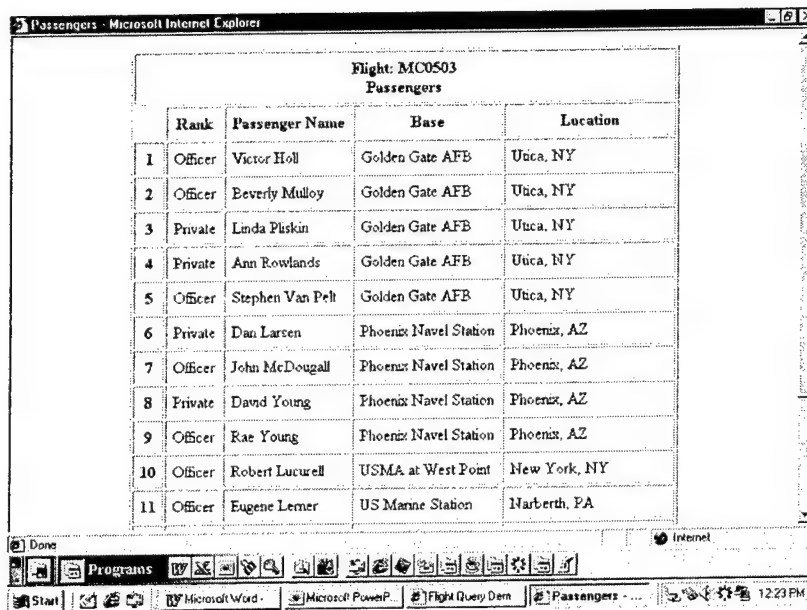 Passengers - Microsoft Internet Explorer
Flight: MC0503
Passengers
Rank Passenger Name Base Location
1 Officer Victor Holl Golden Gate AFB Utica, NY
2 Officer Beverly Mulloy Golden Gate AFB Utica, NY
3 Private Linda Pliskin Golden Gate AFB Utica, NY
4 Private Ann Rowlands Golden Gate AFB Utica, NY
5 Officer Stephen Van Pelt Golden Gate AFB Utica, NY
6 Private Dan Larsen Phoenix Navel Station Phoenix, AZ
7 Officer John McDougall Phoenix Navel Station Phoenix, AZ
8 Private David Young Phoenix Navel Station Phoenix, AZ
9 Officer Rae Young Phoenix Navel Station Phoenix, AZ
10 Officer Robert Lucurell USMA at West Point New York, NY
11 Officer Eugene Lerner US Marine Station Narberth, PA
Done Internet
Programs
Start Microsoft Word - Microsoft PowerP... Flight Query Dem Passengers - ... 12:23 PM